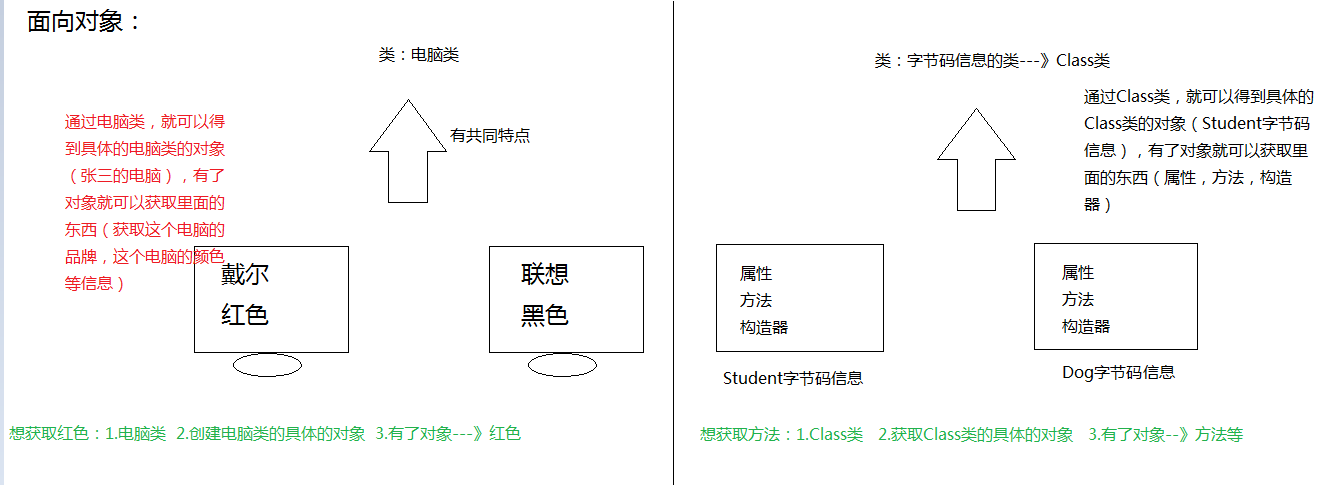 面向对象：
类：电脑类
有共同特点
通过电脑类，就可以得
到具体的电脑类的对象
（张三的电脑），有了
对象就可以获取里面的
东西（获取这个电脑的
品牌，这个电脑的颜色
等信息）
戴尔
红色
联想
黑色
想获取红色：1.电脑类 2.创建电脑类的具体的对象 3.有了对象---》红色
类：字节码信息的类---》Class类
通过Class类，就可以得到具体的
Class类的对象（Student字节码
信息），有了对象就可以获取里
面的东西（属性，方法，构造
器）
属性
方法
构造器
Student字节码信息
属性
方法
构造器
Dog字节码信息
想获取方法：1.Class类 2.获取Class类的具体的对象 3.有了对象--》方法等